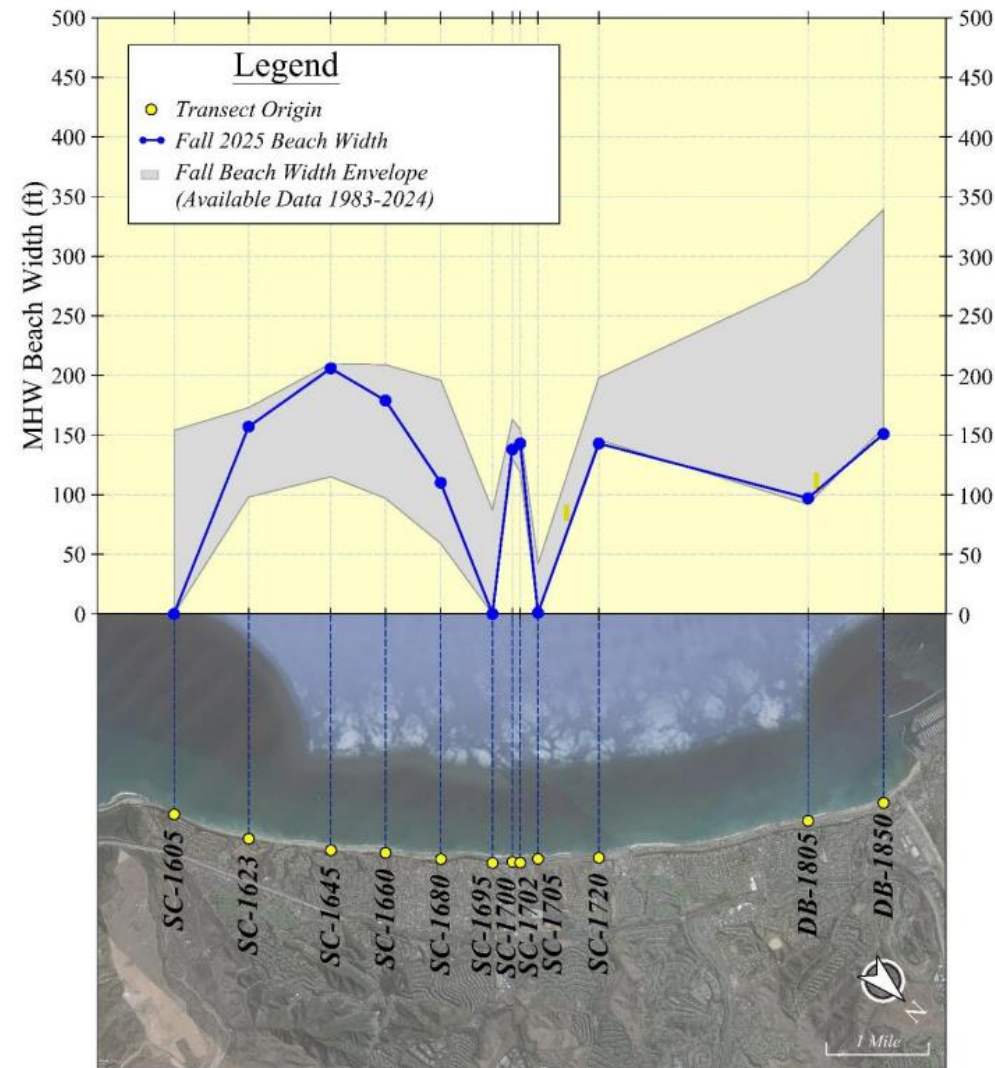 500
450
400
350
300
250
200
150
100
50
0
MHW Beach Width (ft)
Legend
Transect Origin
Fall 2025 Beach Width
Fall Beach Width Envelope
(Available Data 1983-2024)
500
450
400
350
300
250
200
150
100
50
0
SC-1605
SC-1623
SC-1645
SC-1660
SC-1680
SC-1695
SC-1700
SC-1702
SC-1705
SC-1720
DB-1805
DB-1850
N
1 Mile